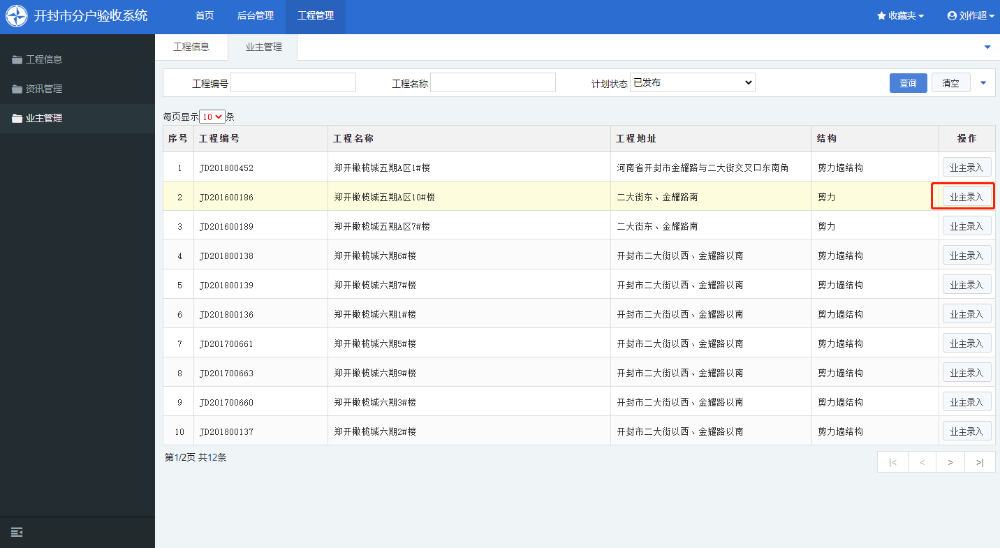 开封市分户验收系统 首页 后台管理 工程管理 收藏夹 刘作超
工程信息 业主管理
工程信息
资讯管理
业主管理
工程编号 工程名称 计划状态 已发布 查询 清空
每页显示 10 条
序号 工程编号 工程名称 工程地址 结构 操作
1 JD201800452 郑开橄榄城五期A区1#楼 河南省开封市金耀路与二大街交叉口东南角 剪力墙结构 业主录入
2 JD201600186 郑开橄榄城五期A区10#楼 二大街东、金耀路南 剪力 业主录入
3 JD201600189 郑开橄榄城五期A区7#楼 二大街东、金耀路南 剪力 业主录入
4 JD201800138 郑开橄榄城六期6#楼 开封市二大街以西、金耀路以南 剪力墙结构 业主录入
5 JD201800139 郑开橄榄城六期7#楼 开封市二大街以西、金耀路以南 剪力墙结构 业主录入
6 JD201800136 郑开橄榄城六期1#楼 开封市二大街以西、金耀路以南 剪力墙结构 业主录入
7 JD201700661 郑开橄榄城六期5#楼 开封市二大街以西、金耀路以南 剪力墙结构 业主录入
8 JD201700663 郑开橄榄城六期9#楼 开封市二大街以西、金耀路以南 剪力墙结构 业主录入
9 JD201700660 郑开橄榄城六期3#楼 开封市二大街以西、金耀路以南 剪力墙结构 业主录入
10 JD201800137 郑开橄榄城六期2#楼 开封市二大街以西、金耀路以南 剪力墙结构 业主录入
第1/2页 共12条 |< < > >|